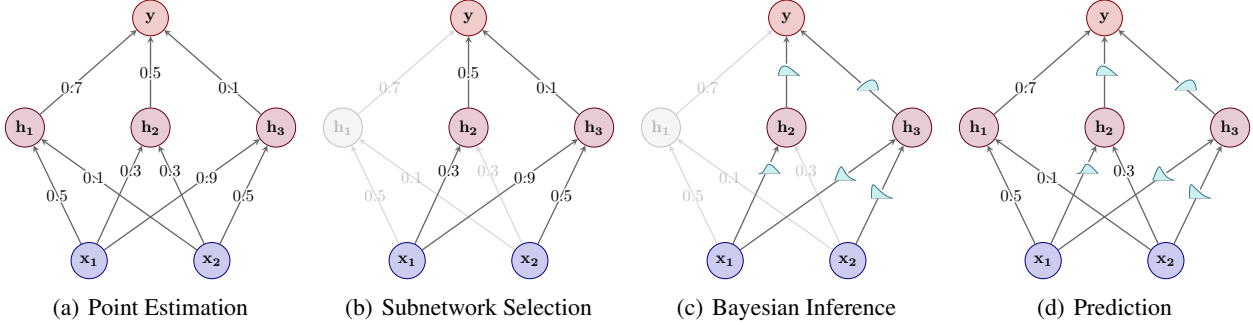 y y y y
0.7 0.5 0.1 0.7 0.5 0.1 0.7 0.7
h₁ h₂ h₃ h₁ h₂ h₃ h₁ h₂ h₃ h₁ h₂ h₃
0.5 0.1 0.3 0.3 0.9 0.5 0.5 0.1 0.3 0.3 0.9 0.5 0.5 0.1 0.3 0.5 0.1 0.3
x₁ x₂ x₁ x₂ x₁ x₂ x₁ x₂
(a) Point Estimation (b) Subnetwork Selection (c) Bayesian Inference (d) Prediction